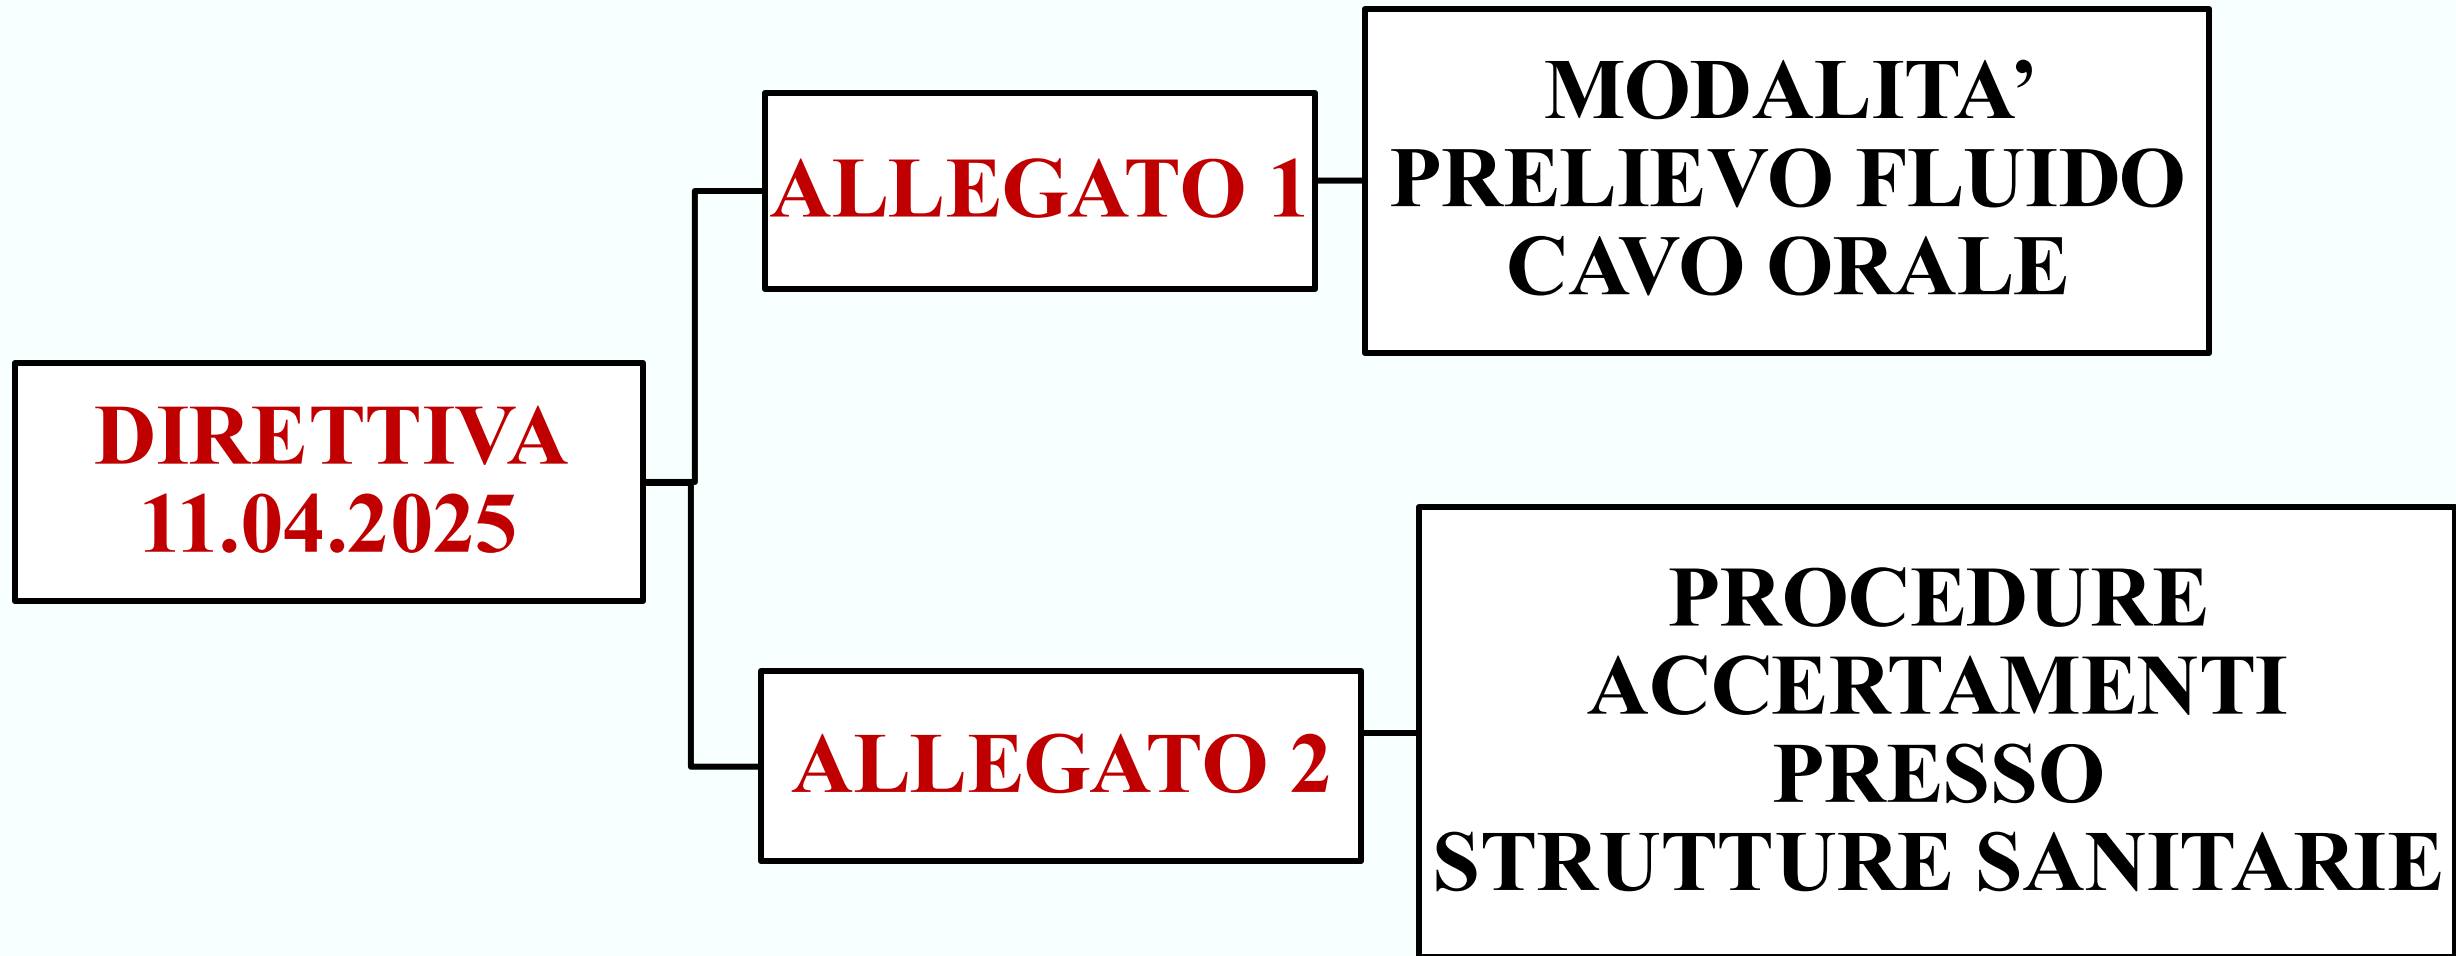 DIRETTIVA
11.04.2025
ALLEGATO 1
MODALITA’
PRELIEVO FLUIDO
CAVO ORALE
ALLEGATO 2
PROCEDURE
ACCERTAMENTI
PRESSO
STRUTTURE SANITARIE